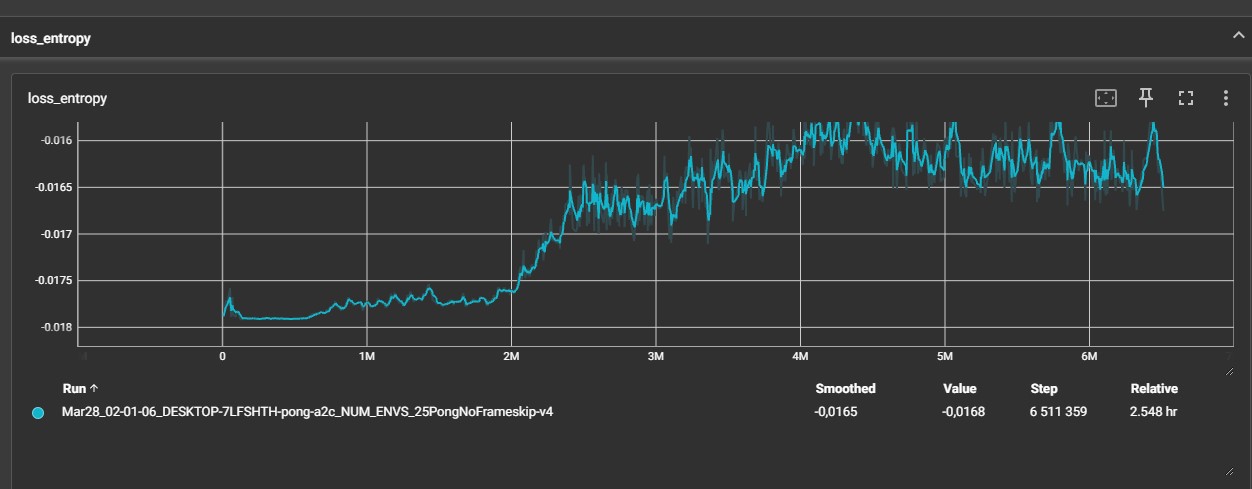 loss_entropy
loss_entropy
-0.016
-0.0165
-0.017
-0.0175
-0.018
0 1M 2M 3M 4M 5M 6M
Run ↑ Smoothed Value Step Relative
Mar28_02-01-06_DESKTOP-7LFSHTH-pong-a2c_NUM_ENVS_25PongNoFrameskip-v4 -0,0165 -0,0168 6 511 359 2.548 hr